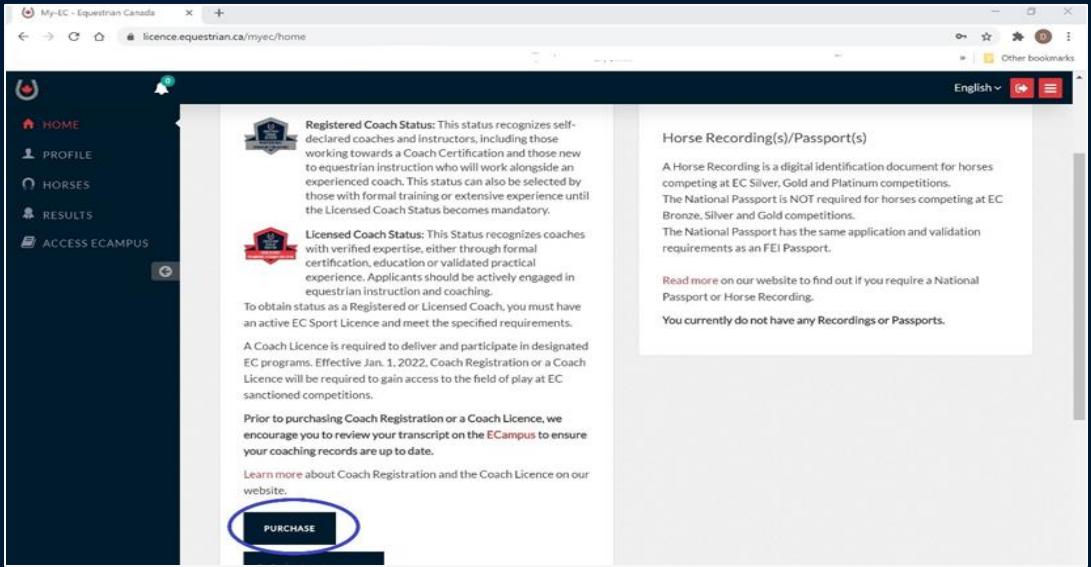 My-EC - Equestrian Canada
licence.equestrian.ca/myec/home
D
Other bookmarks
0
English
HOME
PROFILE
HORSES
RESULTS
ACCESS ECAMPUS
Registered Coach Status: This status recognizes self-
declared coaches and instructors, including those
working towards a Coach Certification and those new
to equestrian instruction who will work alongside an
experienced coach. This status can also be selected by
those with formal training or extensive experience until
the Licensed Coach Status becomes mandatory.
Licensed Coach Status: This Status recognizes coaches
with verified expertise, either through formal
certification, education or validated practical
experience. Applicants should be actively engaged in
equestrian instruction and coaching.
To obtain status as a Registered or Licensed Coach, you must have
an active EC Sport Licence and meet the specified requirements.
A Coach Licence is required to deliver and participate in designated
EC programs. Effective Jan. 1, 2022, Coach Registration or a Coach
Licence will be required to gain access to the field of play at EC
sanctioned competitions.
Prior to purchasing Coach Registration or a Coach Licence, we
encourage you to review your transcript on the ECampus to ensure
your coaching records are up to date.
Learn more about Coach Registration and the Coach Licence on our
website.
PURCHASE
Horse Recording(s)/Passport(s)
A Horse Recording is a digital identification document for horses
competing at EC Silver, Gold and Platinum competitions.
The National Passport is NOT required for horses competing at EC
Bronze, Silver and Gold competitions.
The National Passport has the same application and validation
requirements as an FEI Passport.
Read more on our website to find out if you require a National
Passport or Horse Recording.
You currently do not have any Recordings or Passports.